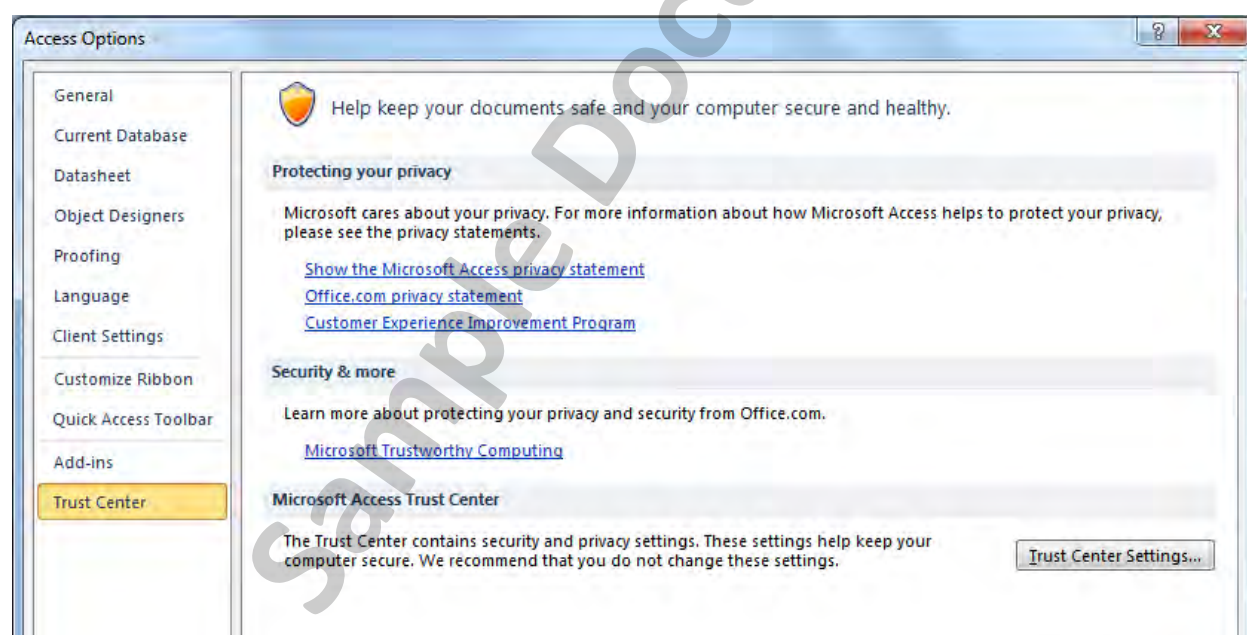 Access Options
?
General
Current Database
Datasheet
Object Designers
Proofing
Language
Client Settings
Customize Ribbon
Quick Access Toolbar
Add-ins
Trust Center
Help keep your documents safe and your computer secure and healthy.
Protecting your privacy
Microsoft cares about your privacy. For more information about how Microsoft Access helps to protect your privacy,
please see the privacy statements.
Show the Microsoft Access privacy statement
Office.com privacy statement
Customer Experience Improvement Program
Security & more
Learn more about protecting your privacy and security from Office.com.
Microsoft Trustworthy Computing
Microsoft Access Trust Center
The Trust Center contains security and privacy settings. These settings help keep your
computer secure. We recommend that you do not change these settings.
Trust Center Settings...
Sample Doc